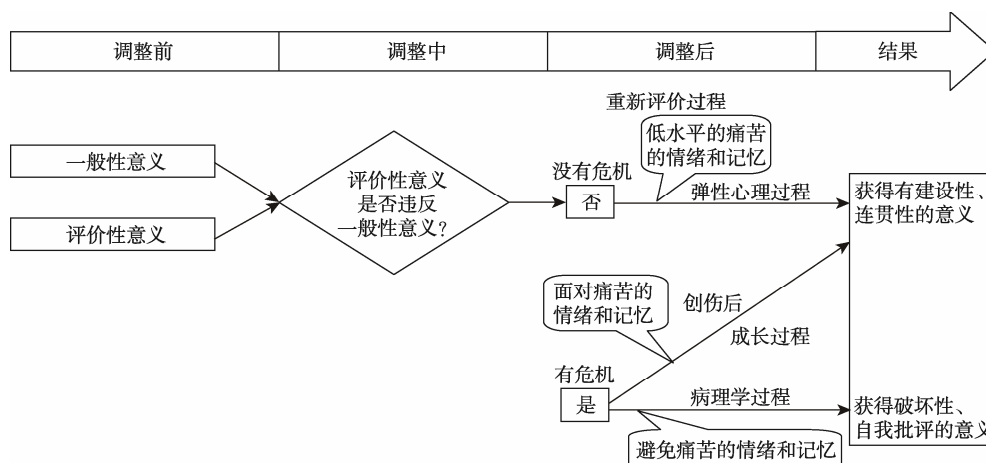 调整前
调整中
调整后
结果
重新评价过程
低水平的痛苦
的情绪和记忆
一般性意义
评价性意义
评价性意义
是否违反
一般性意义?
没有危机
否
弹性心理过程
获得有建设性、
连贯性的意义
面对痛苦的
情绪和记忆
创伤后
成长过程
有危机
是
病理学过程
获得破坏性、
自我批评的意义
避免痛苦的情绪和记忆